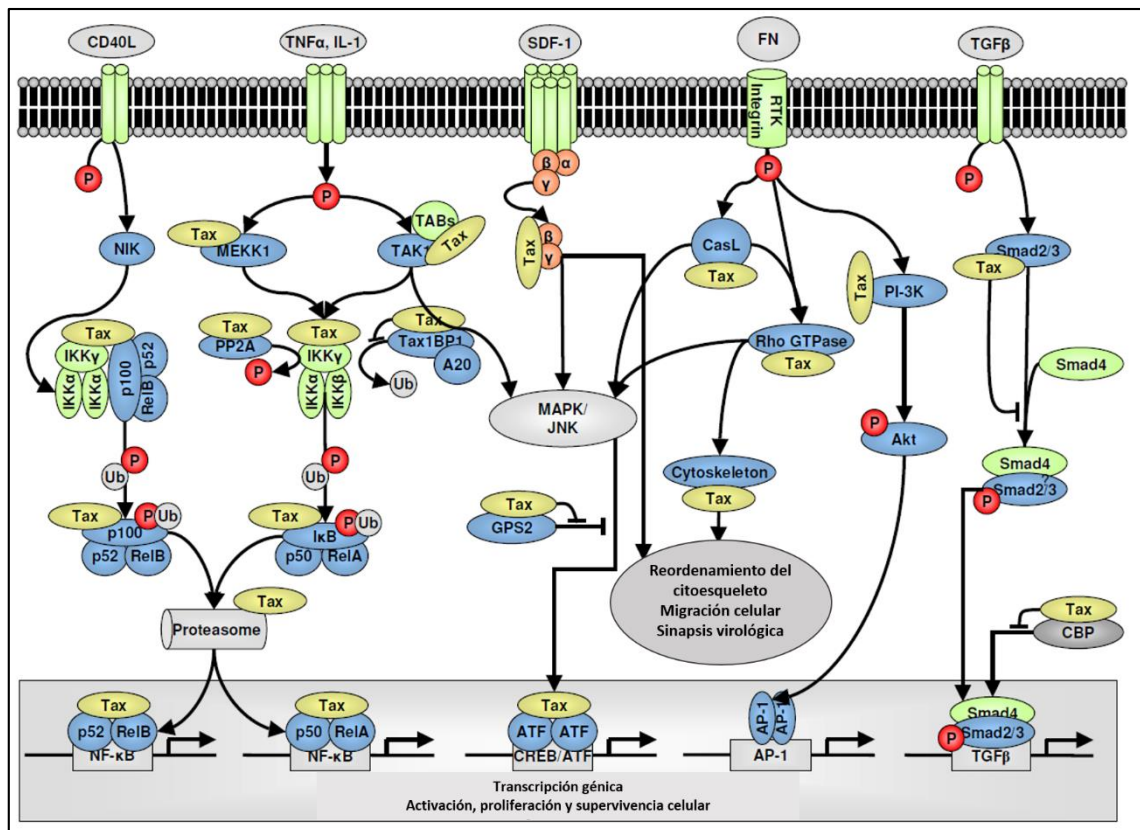 CD40L
TNFα, IL-1
SDF-1
FN
TGFβ
RTK
Integrin
P
P
β
α
γ
P
P
NIK
Tax
MEKK1
TABs
TAK1
Tax
Tax
β
γ
CasL
Tax
Tax
PI-3K
Smad2/3
Tax
Tax
IKKγ
IKKα
IKKα
p100
p52
RelB
Tax
PP2A
P
Tax
IKKγ
IKKα
IKKβ
Tax
Tax1BP1
A20
Ub
Rho GTPase
Tax
Smad4
MAPK/
JNK
P
Akt
P
Ub
P
Ub
Cytoskeleton
Tax
Smad4
Smad2/3
?
P
Tax
p100
P
Ub
p52
RelB
Tax
IκB
P
Ub
p50
RelA
Tax
GPS2
Reordenamiento del
citoesqueleto
Migración celular
Sinapsis virológica
Tax
Proteasome
Tax
CBP
Tax
p52
RelB
NF-κB
Tax
p50
RelA
NF-κB
Tax
ATF
ATF
CREB/ATF
AP-1
AP-1
AP-1
Smad4
Smad2/3
P
TGFβ
Transcripción génica
Activación, proliferación y supervivencia celular